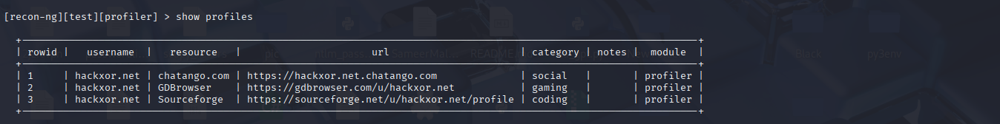 [recon-ng][test][profiler] > show profiles
+---------------------------------------------------------------------------------------------------------------------+
| rowid | username | resource | url | category | notes | module |
+---------------------------------------------------------------------------------------------------------------------+
| 1 | hackxor.net | chatango.com | https://hackxor.net.chatango.com | social | | profiler |
| 2 | hackxor.net | GDBrowser | https://gdbrowser.com/u/hackxor.net | gaming | | profiler |
| 3 | hackxor.net | Sourceforge | https://sourceforge.net/u/hackxor.net/profile | coding | | profiler |
+---------------------------------------------------------------------------------------------------------------------+
Black
py3env